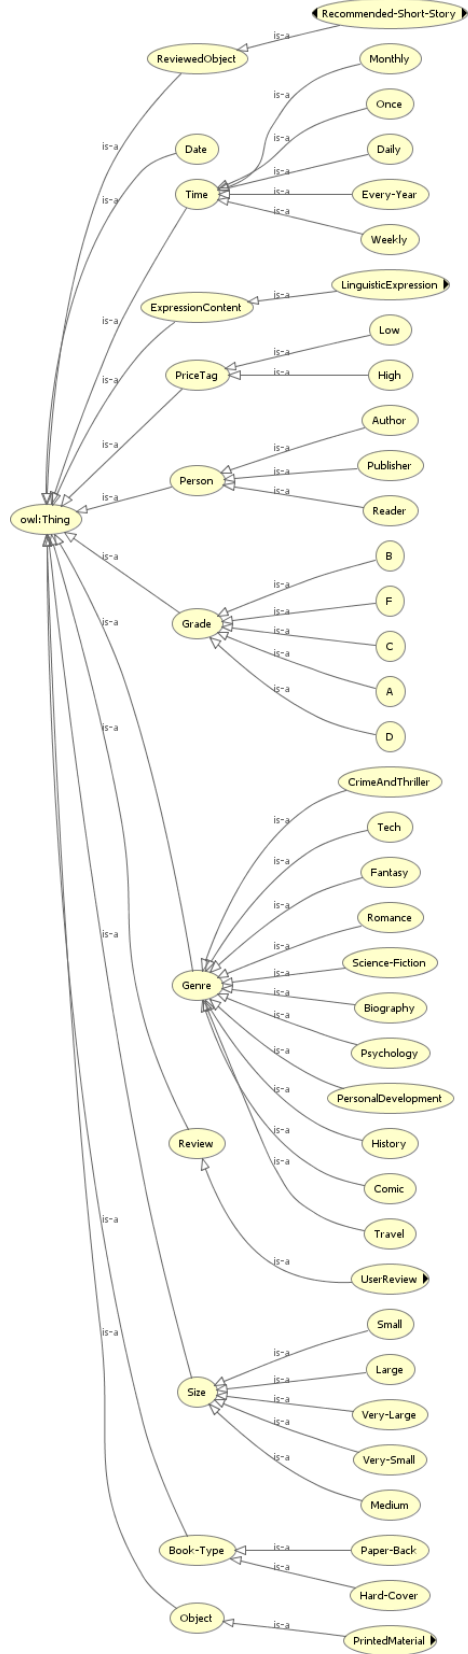 Recommended-Short-Story
is-a
ReviewedObject
Monthly
is-a
Once
is-a
is-a
Date
Daily
is-a
Time
is-a
Every-Year
is-a
is-a
Weekly
LinguisticExpression
is-a
ExpressionContent
is-a
Low
is-a
PriceTag
is-a
High
is-a
Author
is-a
Publisher
is-a
Person
is-a
is-a
Reader
owl:Thing
B
is-a
is-a
F
is-a
Grade
is-a
is-a
C
is-a
A
is-a
D
is-a
CrimeAndThriller
is-a
Tech
is-a
Fantasy
is-a
Romance
is-a
is-a
Science-Fiction
is-a
Genre
is-a
Biography
is-a
Psychology
is-a
PersonalDevelopment
is-a
History
is-a
Review
Comic
is-a
Travel
is-a
is-a
UserReview
Small
is-a
is-a
Large
is-a
Size
is-a
Very-Large
is-a
Very-Small
is-a
Medium
Book-Type
is-a
Paper-Back
is-a
Hard-Cover
Object
is-a
PrintedMaterial